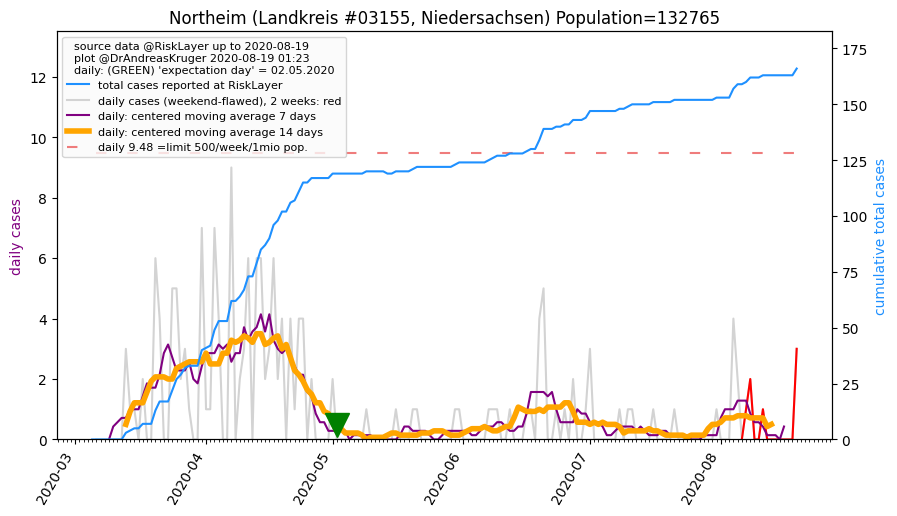 Northeim (Landkreis #03155, Niedersachsen) Population=132765
source data @RiskLayer up to 2020-08-19
plot @DrAndreasKruger 2020-08-19 01:23
daily: (GREEN) 'expectation day' = 02.05.2020
total cases reported at RiskLayer
daily cases (weekend-flawed), 2 weeks: red
daily: centered moving average 7 days
daily: centered moving average 14 days
daily 9.48 =limit 500/week/1mio pop.
daily cases
12
10
8
6
4
2
0
cumulative total cases
175
150
125
100
75
50
25
0
2020-03
2020-04
2020-05
2020-06
2020-07
2020-08